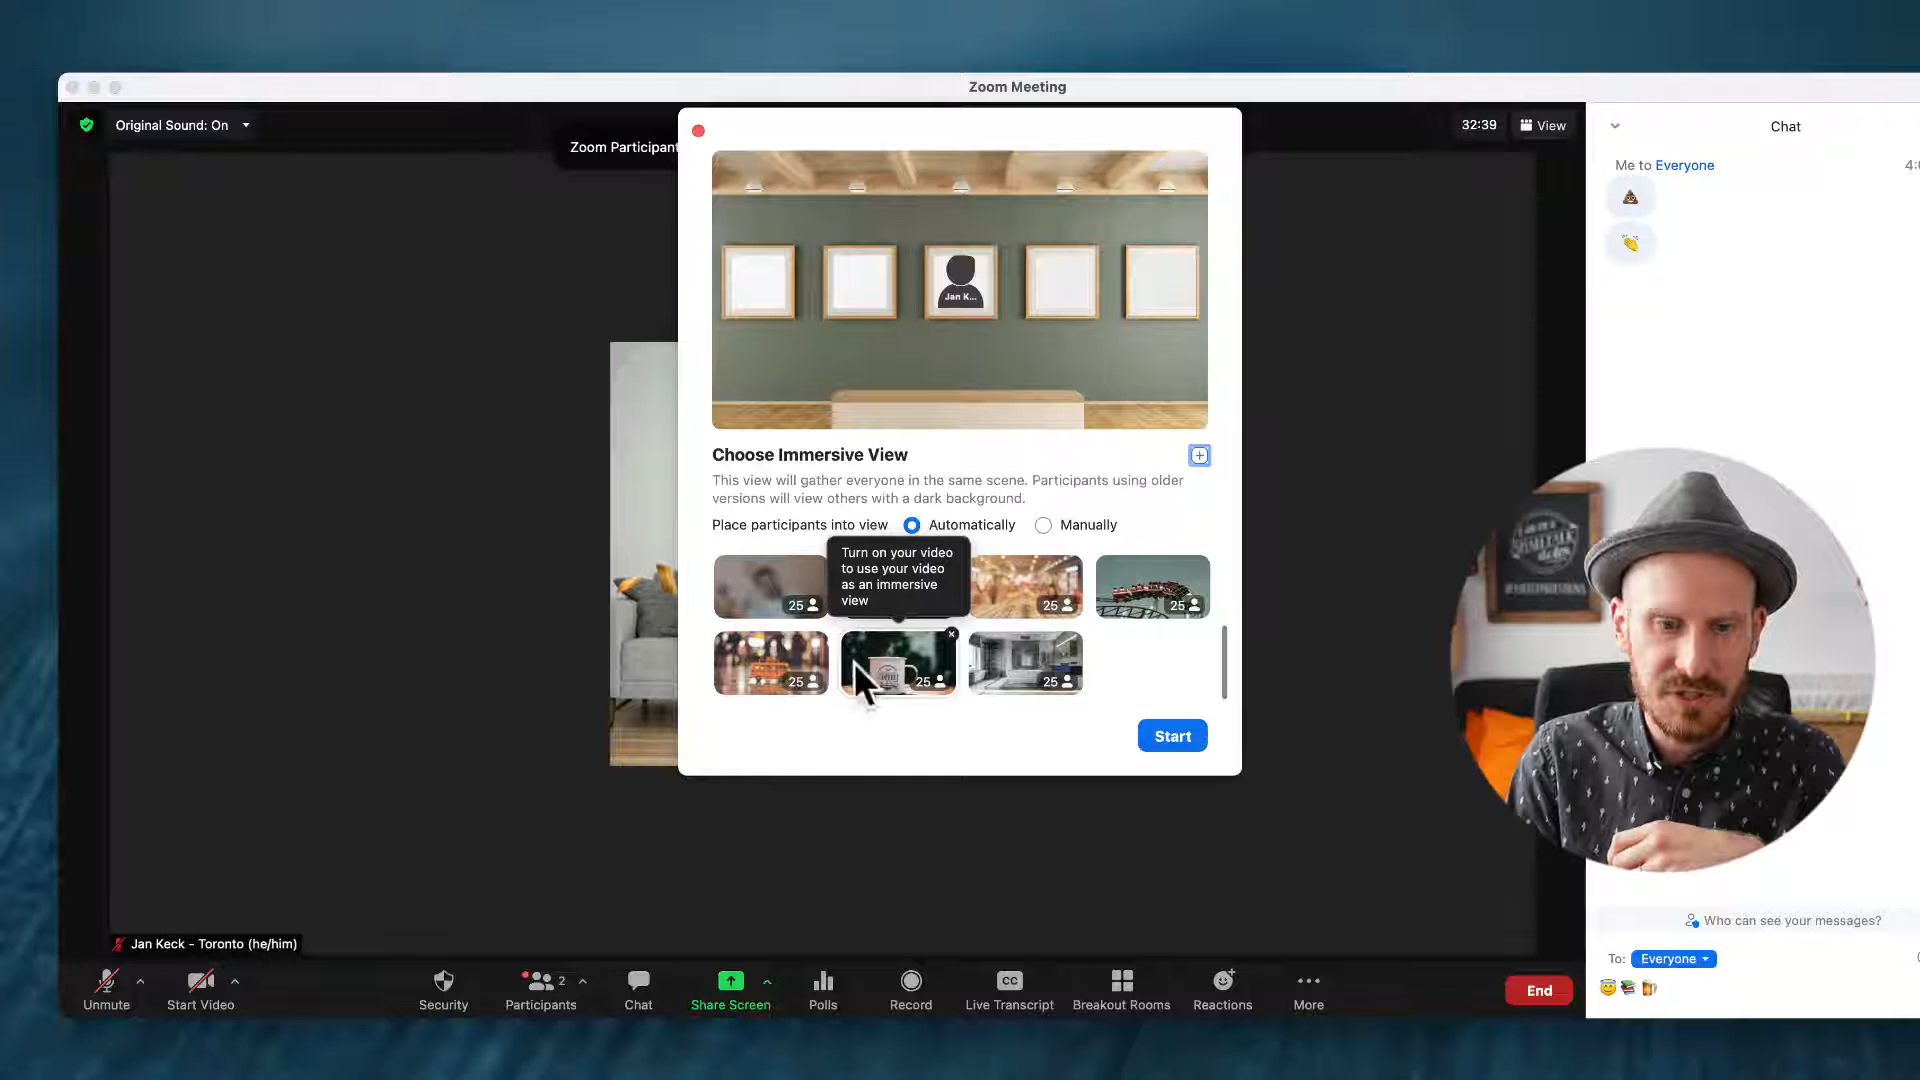 Zoom Meeting
Original Sound: On
Zoom Participant
32:39
View
Chat
Me to Everyone
4:
Jan K...
Choose Immersive View
This view will gather everyone in the same scene. Participants using older
versions will view others with a dark background.
Place participants into view
Automatically
Manually
Turn on your video
to use your video
as an immersive
view
25
25
25
25
25
25
Start
Jan Keck - Toronto (he/him)
Who can see your messages?
To: Everyone
Unmute
Start Video
Security
2
Participants
Chat
Share Screen
Polls
Record
CC
Live Transcript
Breakout Rooms
Reactions
More
End